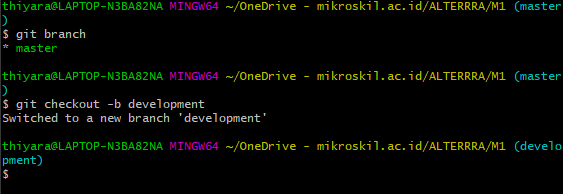 thiyara@LAPTOP-N3BA82NA MINGW64 ~/OneDrive - mikroskil.ac.id/ALTERRRA/M1 (master
)
$ git branch
* master
thiyara@LAPTOP-N3BA82NA MINGW64 ~/OneDrive - mikroskil.ac.id/ALTERRRA/M1 (master
)
$ git checkout -b development
Switched to a new branch 'development'
thiyara@LAPTOP-N3BA82NA MINGW64 ~/OneDrive - mikroskil.ac.id/ALTERRRA/M1 (develo
pment)
$